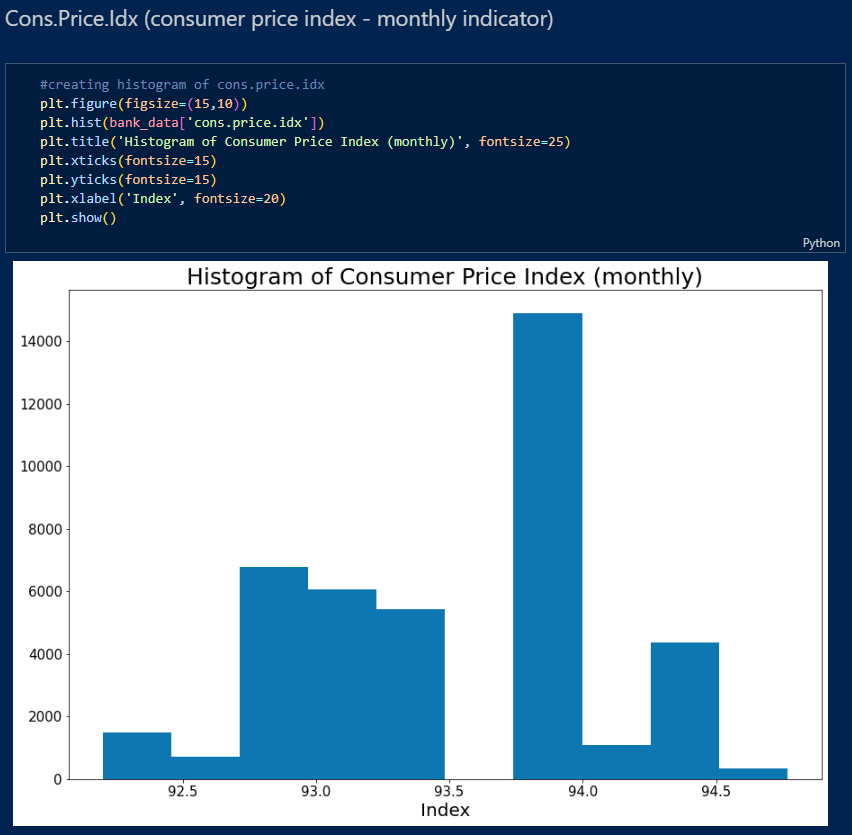 Cons.Price.Idx (consumer price index - monthly indicator)
#creating histogram of cons.price.idx
plt.figure(figsize=(15,10))
plt.hist(bank_data['cons.price.idx'])
plt.title('Histogram of Consumer Price Index (monthly)', fontsize=25)
plt.xticks(fontsize=15)
plt.yticks(fontsize=15)
plt.xlabel('Index', fontsize=20)
plt.show()
Python
Histogram of Consumer Price Index (monthly)
14000
12000
10000
8000
6000
4000
2000
0
92.5 93.0 93.5 94.0 94.5
Index